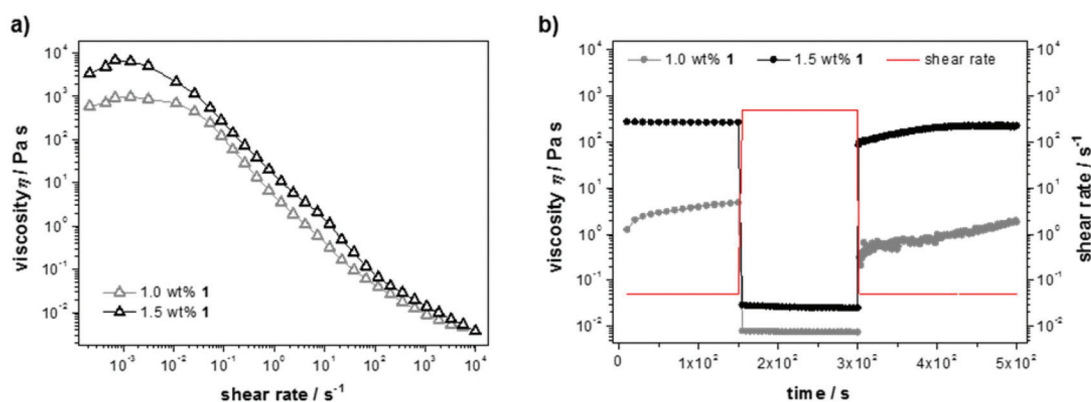 a)
viscosity η / Pa s
10⁴
10³
10²
10¹
10⁰
10⁻¹
10⁻²
1.0 wt% 1
1.5 wt% 1
10⁻³ 10⁻² 10⁻¹ 10⁰ 10¹ 10² 10³ 10⁴
shear rate / s⁻¹
b)
viscosity η / Pa s
10⁴
10³
10²
10¹
10⁰
10⁻¹
10⁻²
1.0 wt% 1 1.5 wt% 1 shear rate
10⁴
10³
10²
10¹
10⁰
10⁻¹
10⁻²
shear rate / s⁻¹
0 1x10² 2x10² 3x10² 4x10² 5x10²
time / s